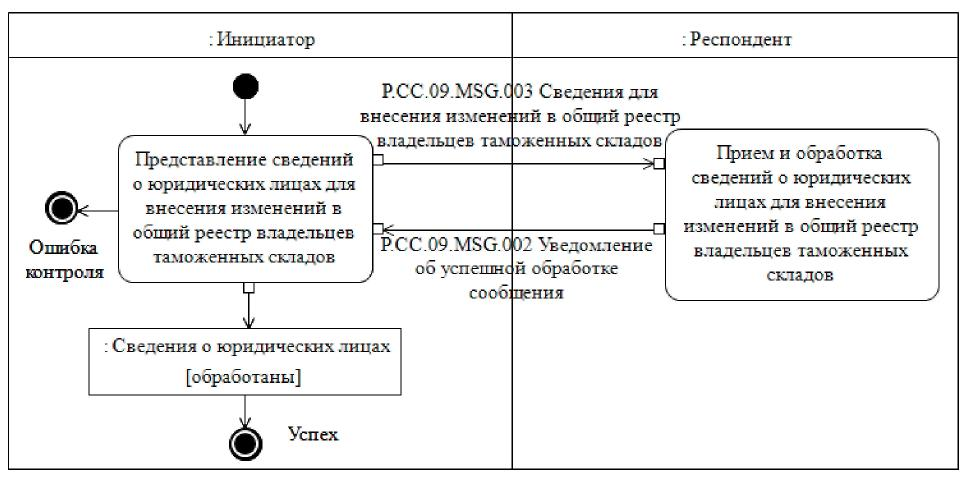 : Инициатор
: Респондент
P.CC.09.MSG.003 Сведения для
внесения изменений в общий реестр
владельцев таможенных складов
Представление сведений
о юридических лицах для
внесения изменений в
общий реестр владельцев
таможенных складов
Прием и обработка
сведений о юридических
лицах для внесения
изменений в общий реестр
владельцев таможенных
складов
Ошибка
контроля
P.CC.09.MSG.002 Уведомление
об успешной обработке
сообщения
: Сведения о юридических лицах
[обработаны]
Успех